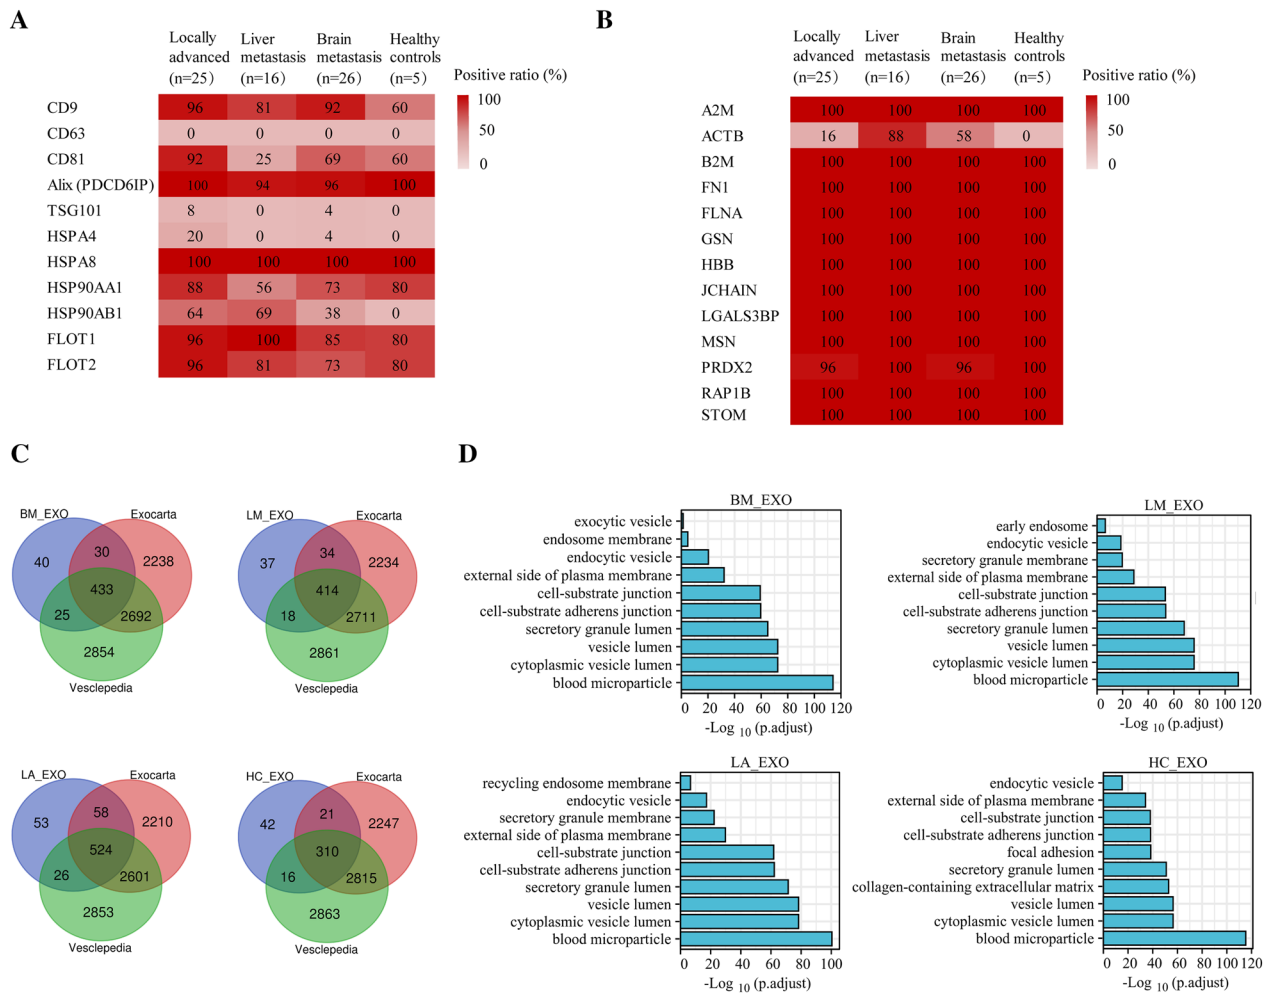 A
Locally advanced (n=25)
Liver metastasis (n=16)
Brain metastasis (n=26)
Healthy controls (n=5)
Positive ratio (%)
100
50
0
CD9 96 81 92 60
CD63 0 0 0 0
CD81 92 25 69 60
Alix (PDCD6IP) 100 94 96 100
TSG101 8 0 4 0
HSPA4 20 0 4 0
HSPA8 100 100 100 100
HSP90AA1 88 56 73 80
HSP90AB1 64 69 38 0
FLOT1 96 100 85 80
FLOT2 96 81 73 80
B
Locally advanced (n=25)
Liver metastasis (n=16)
Brain metastasis (n=26)
Healthy controls (n=5)
Positive ratio (%)
100
50
0
A2M 100 100 100 100
ACTB 16 88 58 0
B2M 100 100 100 100
FN1 100 100 100 100
FLNA 100 100 100 100
GSN 100 100 100 100
HBB 100 100 100 100
JCHAIN 100 100 100 100
LGALS3BP 100 100 100 100
MSN 100 100 100 100
PRDX2 96 100 96 100
RAP1B 100 100 100 100
STOM 100 100 100 100
C
BM_EXO
Exocarta
40
30
2238
433
25
2692
2854
Vesclepedia
LM_EXO
Exocarta
37
34
2234
414
18
2711
2861
Vesclepedia
LA_EXO
Exocarta
53
58
2210
524
26
2601
2853
Vesclepedia
HC_EXO
Exocarta
42
21
2247
310
16
2815
2863
Vesclepedia
D
BM_EXO
exocytic vesicle
endosome membrane
endocytic vesicle
external side of plasma membrane
cell-substrate junction
cell-substrate adherens junction
secretory granule lumen
vesicle lumen
cytoplasmic vesicle lumen
blood microparticle
0 20 40 60 80 100 120
-Log 10 (p.adjust)
LM_EXO
early endosome
endocytic vesicle
secretory granule membrane
external side of plasma membrane
cell-substrate junction
cell-substrate adherens junction
secretory granule lumen
vesicle lumen
cytoplasmic vesicle lumen
blood microparticle
0 20 40 60 80 100 120
-Log 10 (p.adjust)
LA_EXO
recycling endosome membrane
endocytic vesicle
secretory granule membrane
external side of plasma membrane
cell-substrate junction
cell-substrate adherens junction
secretory granule lumen
vesicle lumen
cytoplasmic vesicle lumen
blood microparticle
0 20 40 60 80 100
-Log 10 (p.adjust)
HC_EXO
endocytic vesicle
external side of plasma membrane
cell-substrate junction
cell-substrate adherens junction
focal adhesion
secretory granule lumen
collagen-containing extracellular matrix
vesicle lumen
cytoplasmic vesicle lumen
blood microparticle
0 20 40 60 80 100 120
-Log 10 (p.adjust)